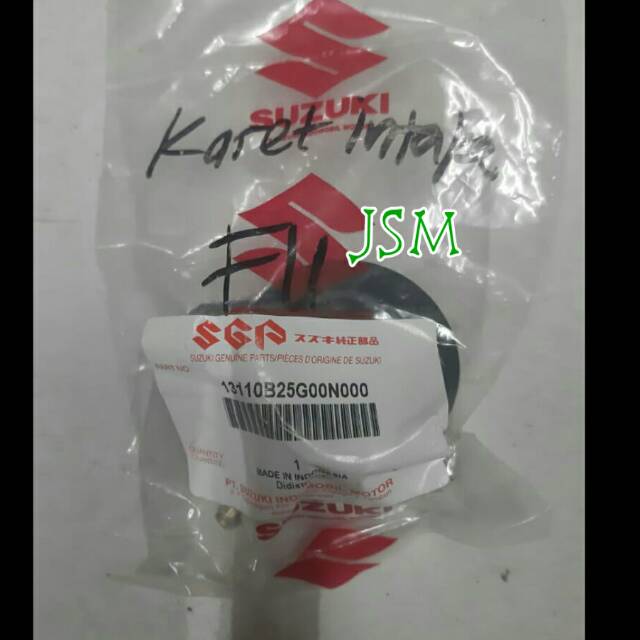 SUZUKI
Karet Intake
F11
JSM
SGP スズキ純正部品
SUZUKI GENUINE PARTS/PIÈCES D'ORIGINE DE SUZUKI
PART NO
13110B25G00N000
QUANTITY
1
MADE IN INDONESIA
PT. SUZUKI INDOMOBIL MOTOR
SUZUKI